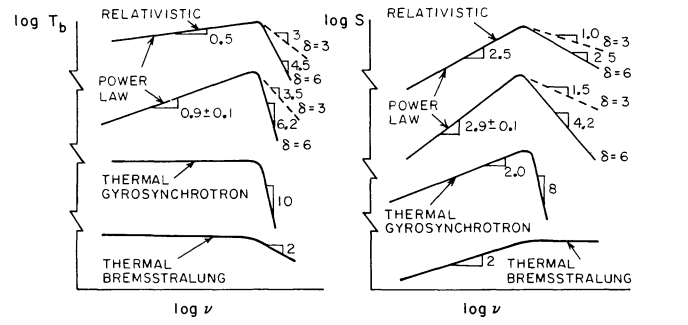 log T_b
RELATIVISTIC
0.5
3
δ=3
4.5
δ=6
POWER
LAW
0.9±0.1
3.5
δ=3
6.2
δ=6
THERMAL
GYROSYNCHROTRON
10
2
THERMAL
BREMSSTRALUNG
log ν
log S
RELATIVISTIC
2.5
1.0
δ=3
2 5
δ=6
POWER
LAW
2.9±0.1
1.5
δ=3
4.2
δ=6
2.0
8
THERMAL
GYROSYNCHROTRON
2
THERMAL
BREMSSTRALUNG
log ν